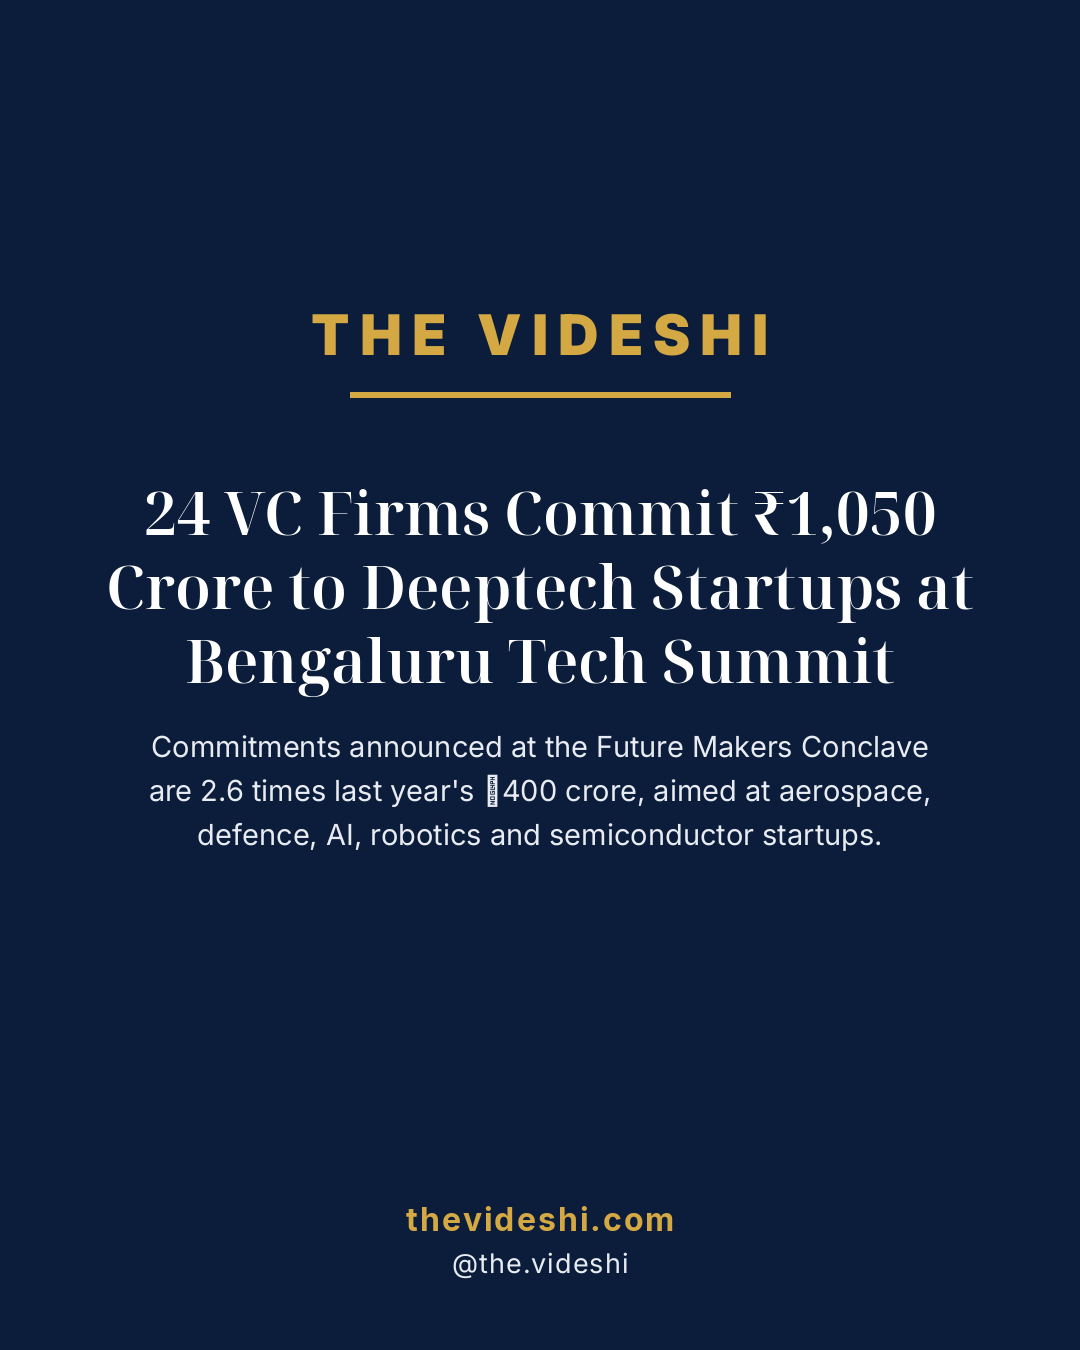 THE VIDESHI
24 VC Firms Commit ₹1,050
Crore to Deeptech Startups at
Bengaluru Tech Summit
Commitments announced at the Future Makers Conclave
are 2.6 times last year's 400 crore, aimed at aerospace,
defence, AI, robotics and semiconductor startups.
thevideshi.com
@the.videshi